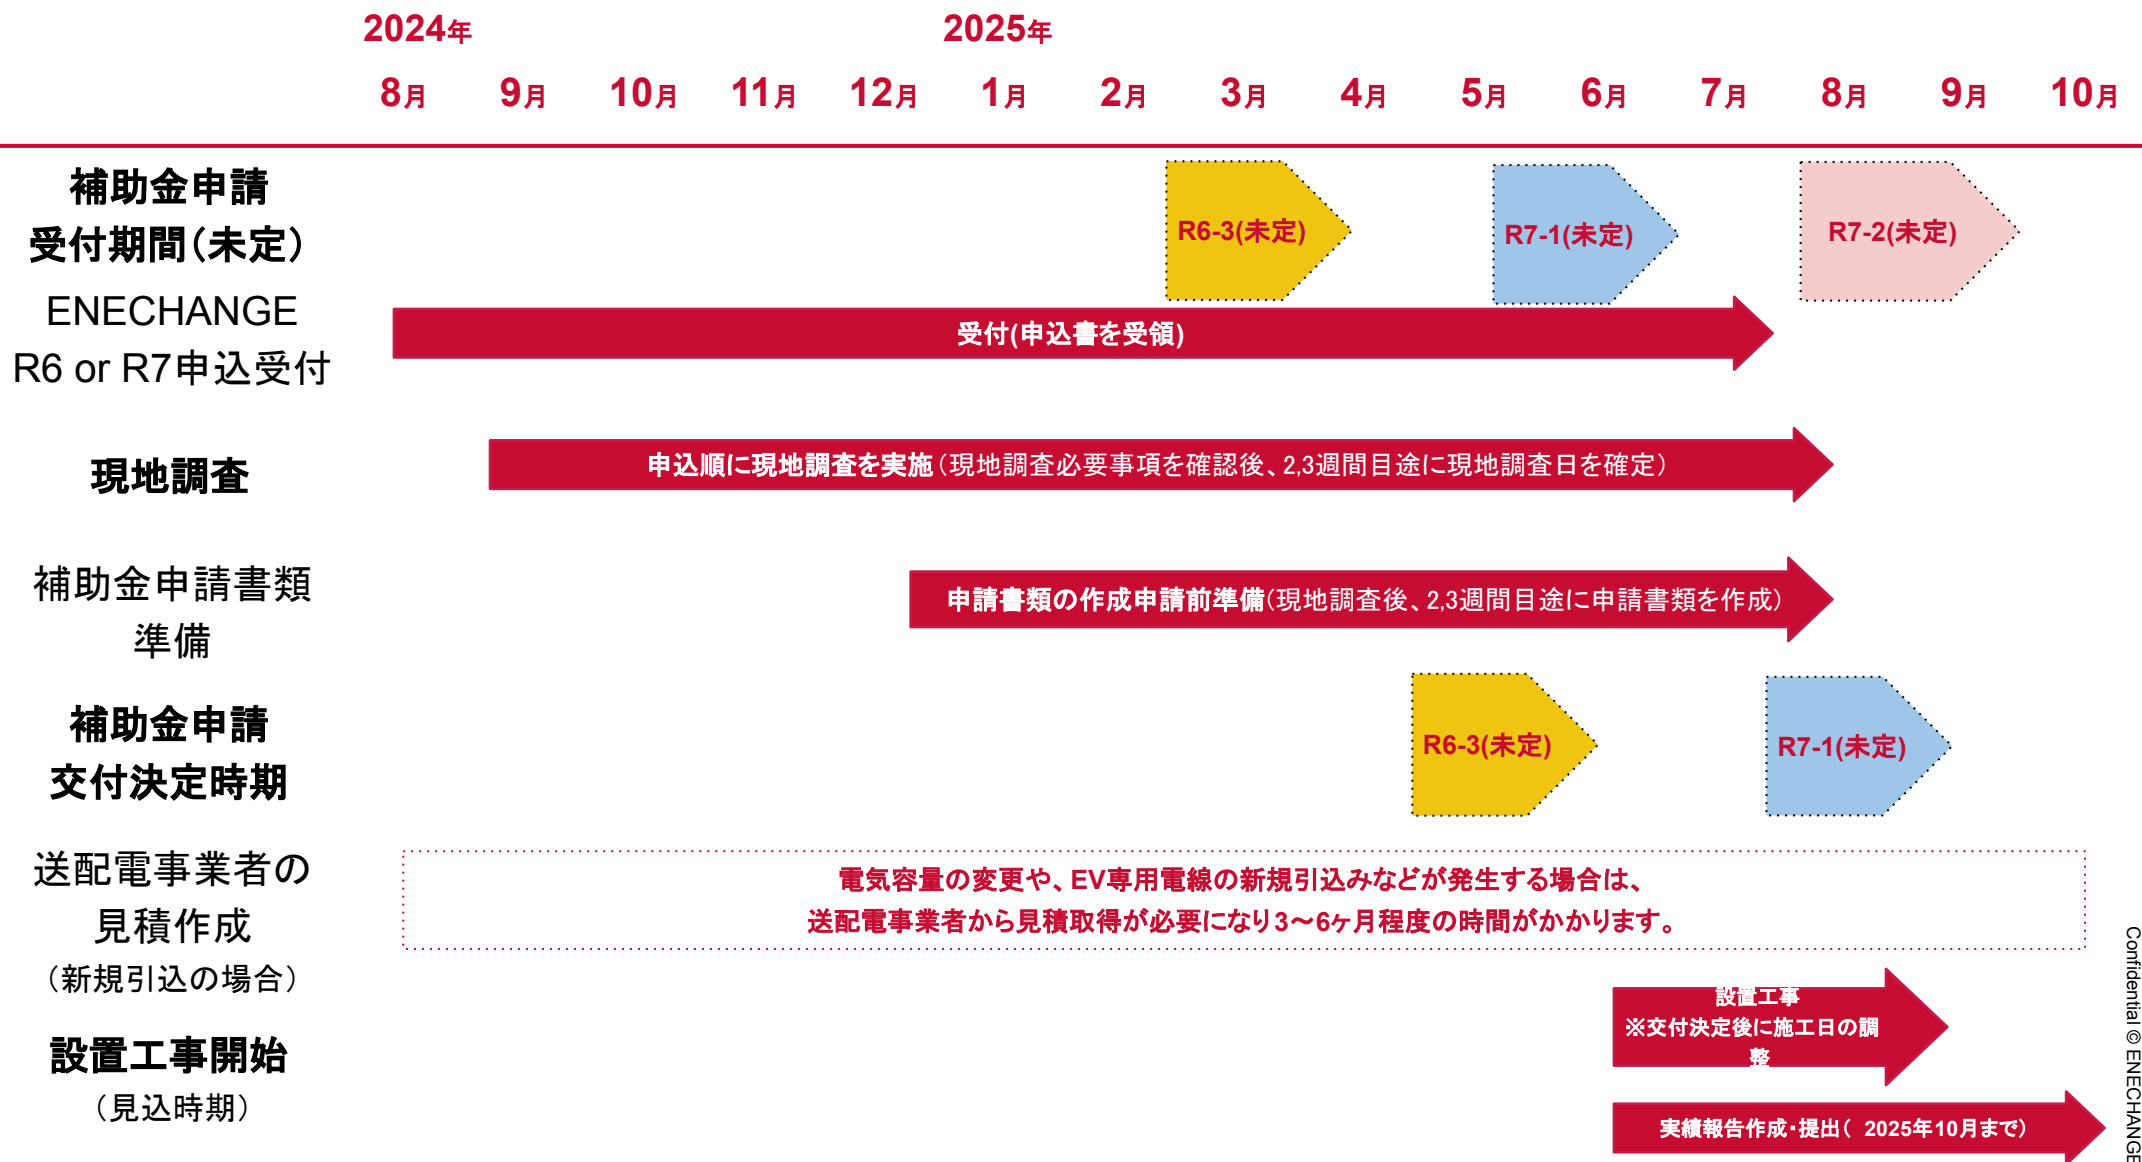 2024年 2025年
8月 9月 10月 11月 12月 1月 2月 3月 4月 5月 6月 7月 8月 9月 10月
補助金申請
受付期間(未定)
R6-3(未定)
R7-1(未定)
R7-2(未定)
ENECHANGE
R6 or R7申込受付
受付(申込書を受領)
現地調査
申込順に現地調査を実施(現地調査必要事項を確認後、2,3週間目途に現地調査日を確定)
補助金申請書類
準備
申請書類の作成申請前準備(現地調査後、2,3週間目途に申請書類を作成)
補助金申請
交付決定時期
R6-3(未定)
R7-1(未定)
送配電事業者の
見積作成
(新規引込の場合)
電気容量の変更や、EV専用電線の新規引込みなどが発生する場合は、
送配電事業者から見積取得が必要になり3～6ヶ月程度の時間がかかります。
設置工事開始
(見込時期)
設置工事
※交付決定後に施工日の調
整
実績報告作成・提出( 2025年10月まで)
Confidential © ENECHANGE